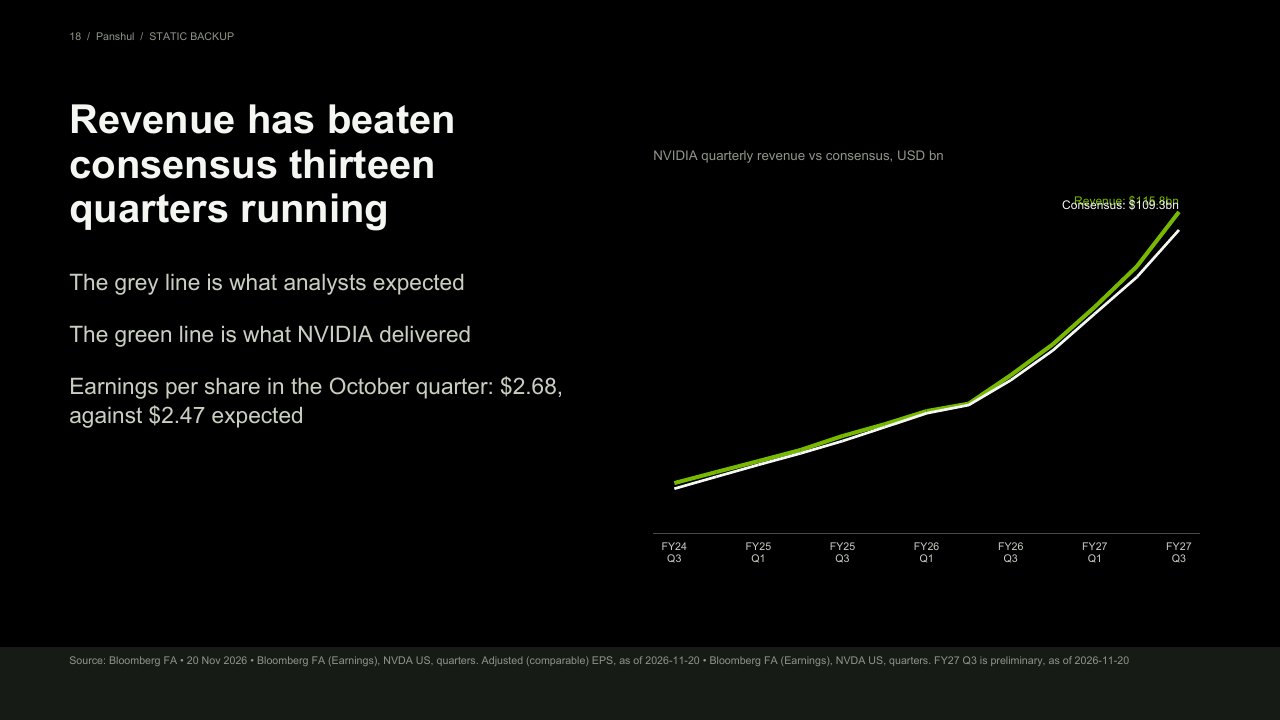 18 / Panshul / STATIC BACKUP
Revenue has beaten
consensus thirteen
quarters running
The grey line is what analysts expected
The green line is what NVIDIA delivered
Earnings per share in the October quarter: $2.68,
against $2.47 expected
NVIDIA quarterly revenue vs consensus, USD bn
Revenue:
Consensus: $109.3bn
FY24 FY25 FY25 FY26 FY26 FY27 FY27
Q3 Q1 Q3 Q1 Q3 Q1 Q3
Source: Bloomberg FA • 20 Nov 2026 • Bloomberg FA (Earnings), NVDA US, quarters. Adjusted (comparable) EPS, as of 2026-11-20 • Bloomberg FA (Earnings), NVDA US, quarters. FY27 Q3 is preliminary, as of 2026-11-20